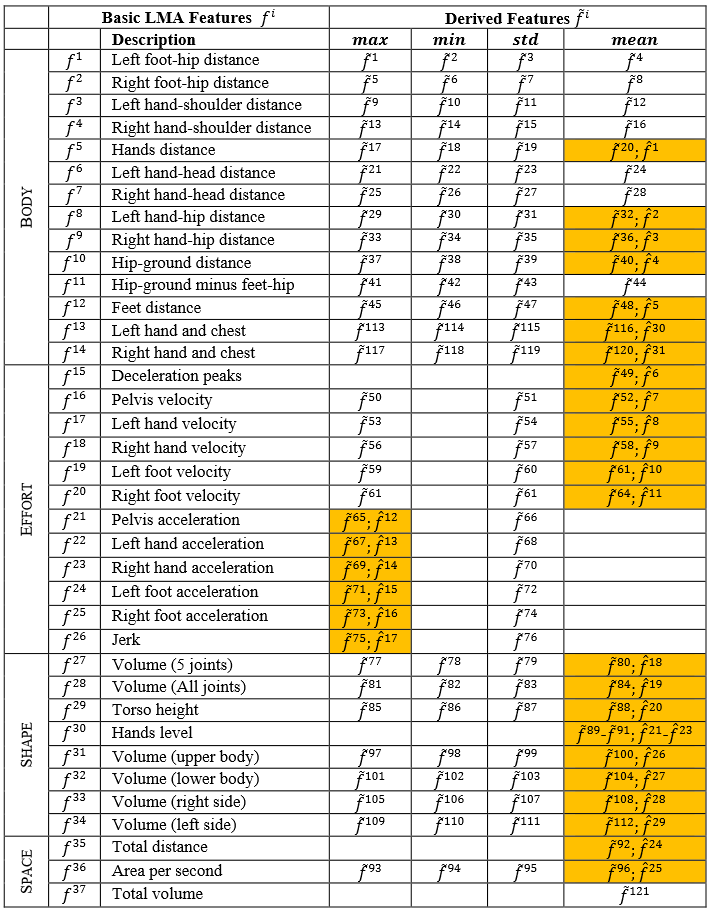 Basic LMA Features f^i Derived Features f̃^i
Description max min std mean
BODY
f^1 Left foot-hip distance f̃^1 f̃^2 f̃^3 f̃^4
f^2 Right foot-hip distance f̃^5 f̃^6 f̃^7 f̃^8
f^3 Left hand-shoulder distance f̃^9 f̃^10 f̃^11 f̃^12
f^4 Right hand-shoulder distance f̃^13 f̃^14 f̃^15 f̃^16
f^5 Hands distance f̃^17 f̃^18 f̃^19 f̃^20; f̂^1
f^6 Left hand-head distance f̃^21 f̃^22 f̃^23 f̃^24
f^7 Right hand-head distance f̃^25 f̃^26 f̃^27 f̃^28
f^8 Left hand-hip distance f̃^29 f̃^30 f̃^31 f̃^32; f̂^2
f^9 Right hand-hip distance f̃^33 f̃^34 f̃^35 f̃^36; f̂^3
f^10 Hip-ground distance f̃^37 f̃^38 f̃^39 f̃^40; f̂^4
f^11 Hip-ground minus feet-hip f̃^41 f̃^42 f̃^43 f̃^44
f^12 Feet distance f̃^45 f̃^46 f̃^47 f̃^48; f̂^5
f^13 Left hand and chest f̃^113 f̃^114 f̃^115 f̃^116; f̂^30
f^14 Right hand and chest f̃^117 f̃^118 f̃^119 f̃^120; f̂^31
EFFORT
f^15 Deceleration peaks f̃^49; f̂^6
f^16 Pelvis velocity f̃^50 f̃^51 f̃^52; f̂^7
f^17 Left hand velocity f̃^53 f̃^54 f̃^55; f̂^8
f^18 Right hand velocity f̃^56 f̃^57 f̃^58; f̂^9
f^19 Left foot velocity f̃^59 f̃^60 f̃^61; f̂^10
f^20 Right foot velocity f̃^61 f̃^61 f̃^64; f̂^11
f^21 Pelvis acceleration f̃^65; f̂^12 f̃^66
f^22 Left hand acceleration f̃^67; f̂^13 f̃^68
f^23 Right hand acceleration f̃^69; f̂^14 f̃^70
f^24 Left foot acceleration f̃^71; f̂^15 f̃^72
f^25 Right foot acceleration f̃^73; f̂^16 f̃^74
f^26 Jerk f̃^75; f̂^17 f̃^76
SHAPE
f^27 Volume (5 joints) f̃^77 f̃^78 f̃^79 f̃^80; f̂^18
f^28 Volume (All joints) f̃^81 f̃^82 f̃^83 f̃^84; f̂^19
f^29 Torso height f̃^85 f̃^86 f̃^87 f̃^88; f̂^20
f^30 Hands level f̃^89-f̃^91; f̂^21-f̂^23
f^31 Volume (upper body) f̃^97 f̃^98 f̃^99 f̃^100; f̂^26
f^32 Volume (lower body) f̃^101 f̃^102 f̃^103 f̃^104; f̂^27
f^33 Volume (right side) f̃^105 f̃^106 f̃^107 f̃^108; f̂^28
f^34 Volume (left side) f̃^109 f̃^110 f̃^111 f̃^112; f̂^29
SPACE
f^35 Total distance f̃^92; f̂^24
f^36 Area per second f̃^93 f̃^94 f̃^95 f̃^96; f̂^25
f^37 Total volume f̃^121